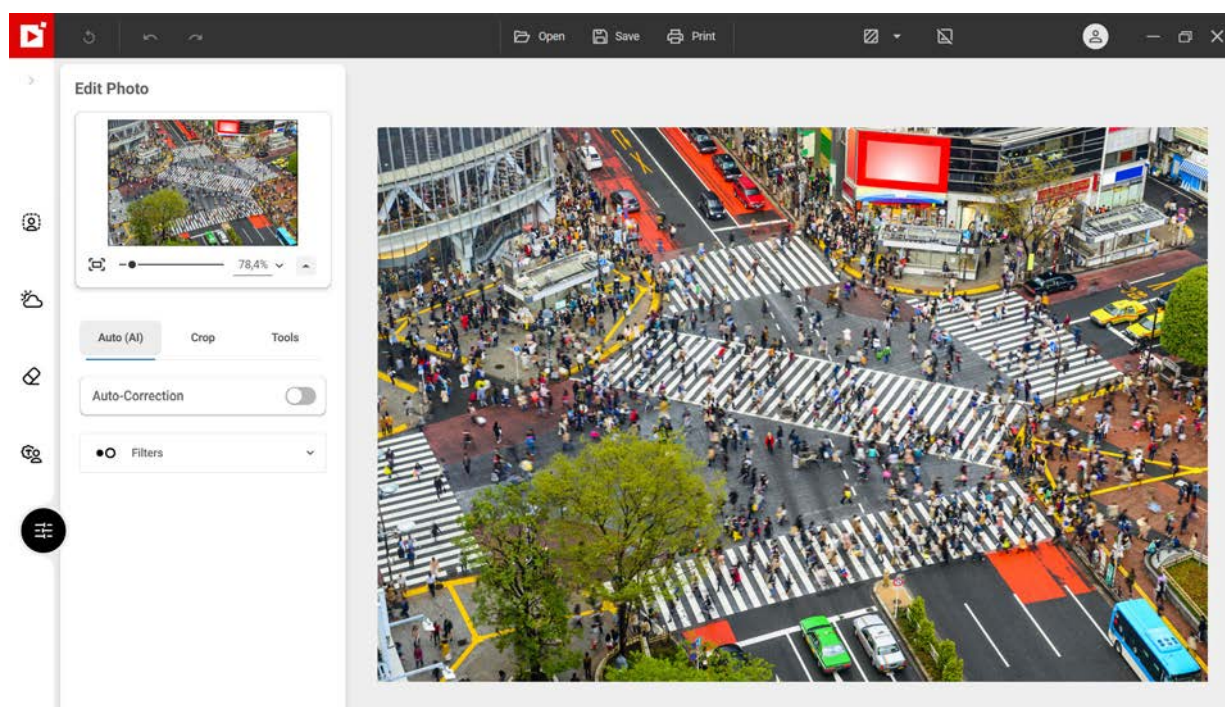 Open Save Print
Edit Photo
78,4%
Auto (AI) Crop Tools
Auto-Correction
Filters